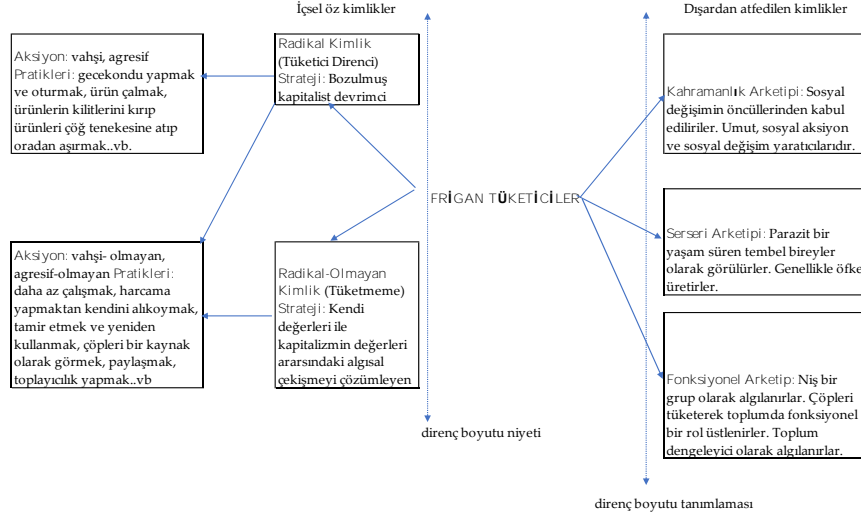 İçsel öz kimlikler
Dışardan atfedilen kimlikler
Aksiyon: vahşi, agresif
Pratikleri: gecekondu yapmak
ve oturmak, ürün çalmak,
ürünlerin kilitlerini kırıp
ürünleri çöğ tenekesine atıp
oradan aşırmak..vb.
Radikal Kimlik
(Tüketici Direnci)
Strateji: Bozulmuş
kapitalist devrimci
Kahramanlık Arketipi: Sosyal
değişimin öncüllerinden kabul
edilirler. Umut, sosyal aksiyon
ve sosyal değişim yaratıcılarıdır.
FRİGAN TÜKETİCİLER
Aksiyon: vahşi- olmayan,
agresif-olmayan Pratikleri:
daha az çalışmak, harcama
yapmaktan kendini alıkoymak,
tamir etmek ve yeniden
kullanmak, çöpleri bir kaynak
olarak görmek, paylaşmak,
toplayıcılık yapmak..vb
Radikal-Olmayan
Kimlik (Tüketmeme)
Strateji: Kendi
değerleri ile
kapitalizmin değerleri
ararsındaki algısal
çekişmeyi çözümleyen
Serseri Arketipi: Parazit bir
yaşam süren tembel bireyler
olarak görülürler. Genellikle öfke
üretirler.
Fonksiyonel Arketip: Niş bir
grup olarak algılanırlar. Çöpleri
tüketerek toplumda fonksiyonel
bir rol üstlenirler. Toplum
dengeleyici olarak algılanırlar.
direnç boyutu niyeti
direnç boyutu tanımlaması